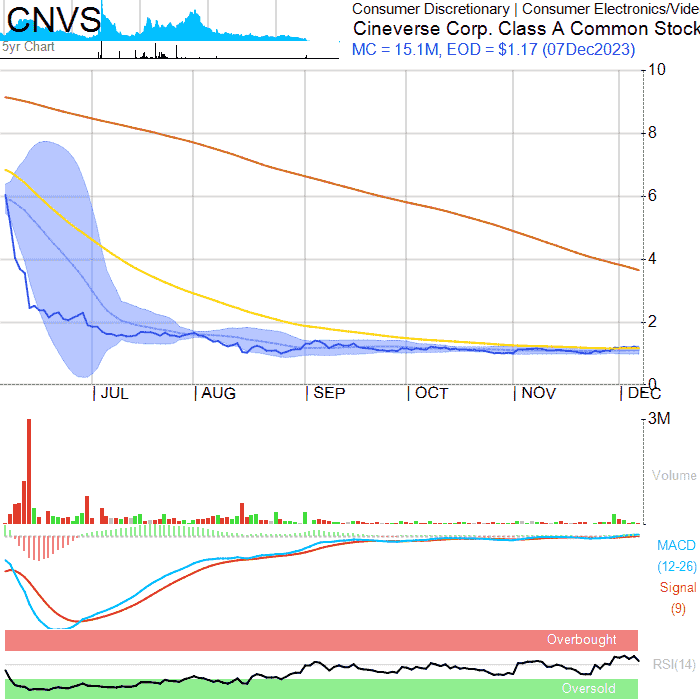 CNVS
5yr Chart
Consumer Discretionary | Consumer Electronics/Vide
Cineverse Corp. Class A Common Stock
MC = 15.1M, EOD = $1.17 (07Dec2023)
10
8
6
4
2
0
JUL
AUG
SEP
OCT
NOV
DEC
3M
Volume
MACD
(12-26)
Signal
(9)
Overbought
RSI(14)
Oversold